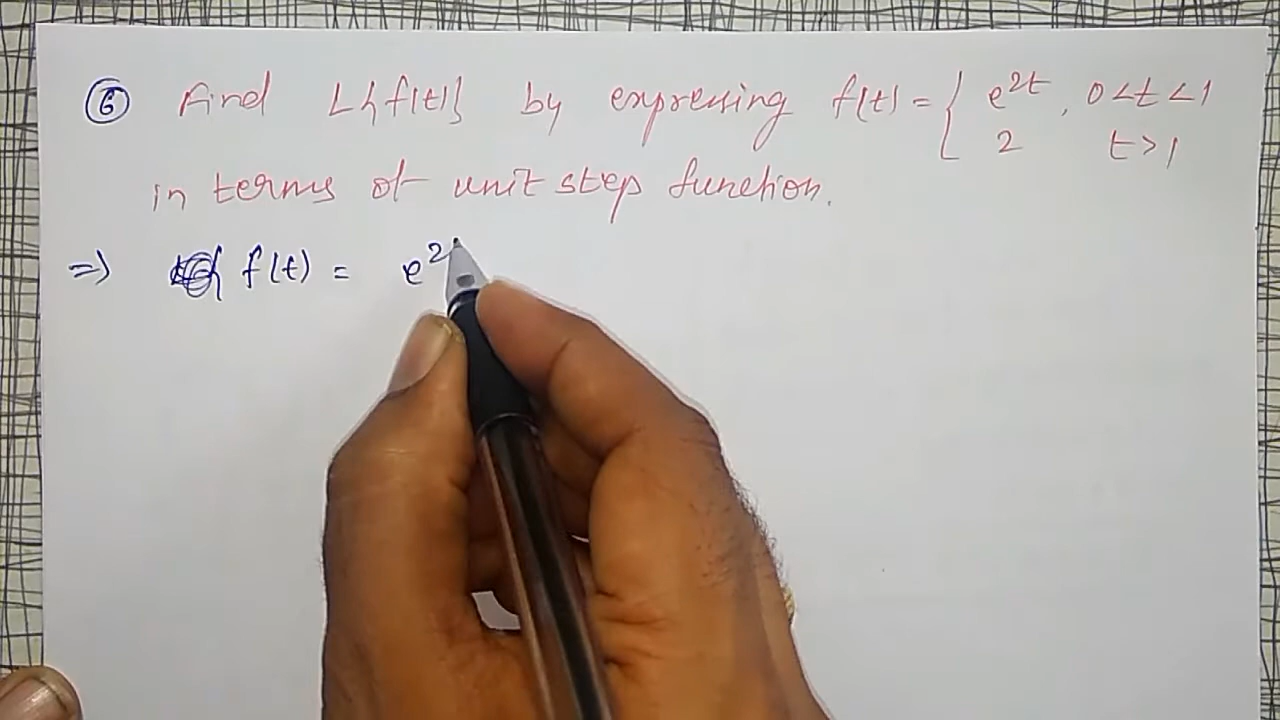 6 Find L{f(t)} by expressing f(t) = { e^2t, 0<t<1
2 t>1
in terms of unit step function.
=> f(t) = e^2